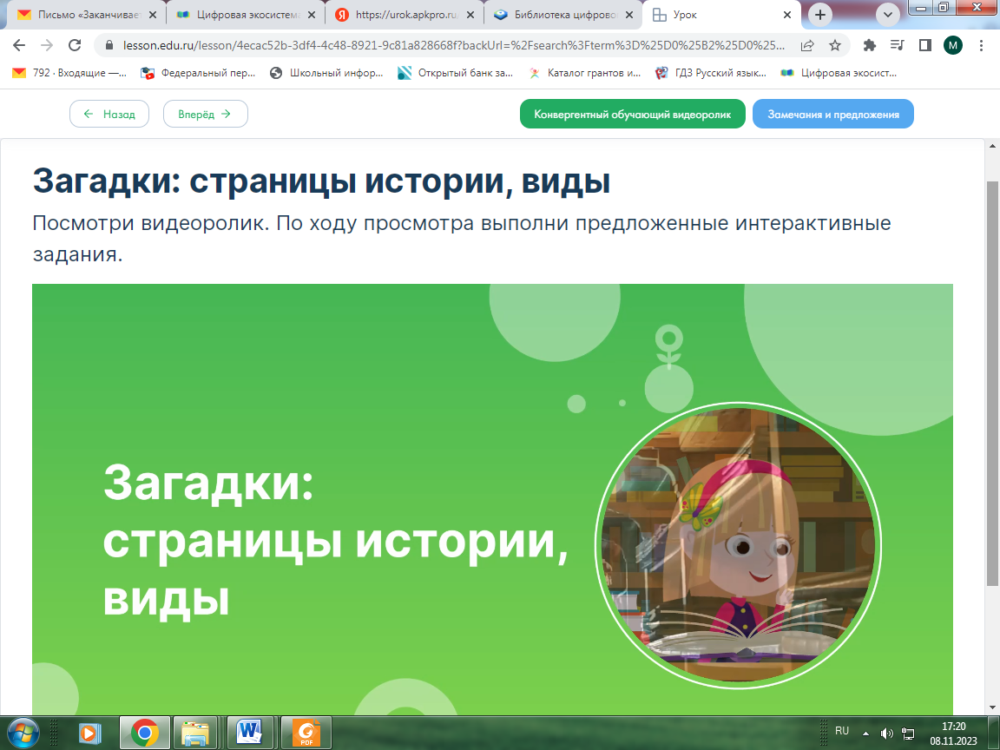 Письмо «Заканчивает
Цифровая экосистема
https://urok.apkpro.ru
Библиотека цифрово
Урок
lesson.edu.ru/lesson/4ecac52b-3df4-4c48-8921-9c81a828668f?backUrl=%2Fsearch%3Fterm%3D%25D0%25B2%25D0%25...
M
792 · Входящие —...
Федеральный пер...
Школьный инфор...
Открытый банк за...
Каталог грантов и...
ГДЗ Русский язык...
Цифровая экосист...
Назад
Вперёд
Конвергентный обучающий видеоролик
Замечания и предложения
Загадки: страницы истории, виды
Посмотри видеоролик. По ходу просмотра выполни предложенные интерактивные
задания.
Загадки:
страницы истории,
виды
RU
17:20
08.11.2023
PDF